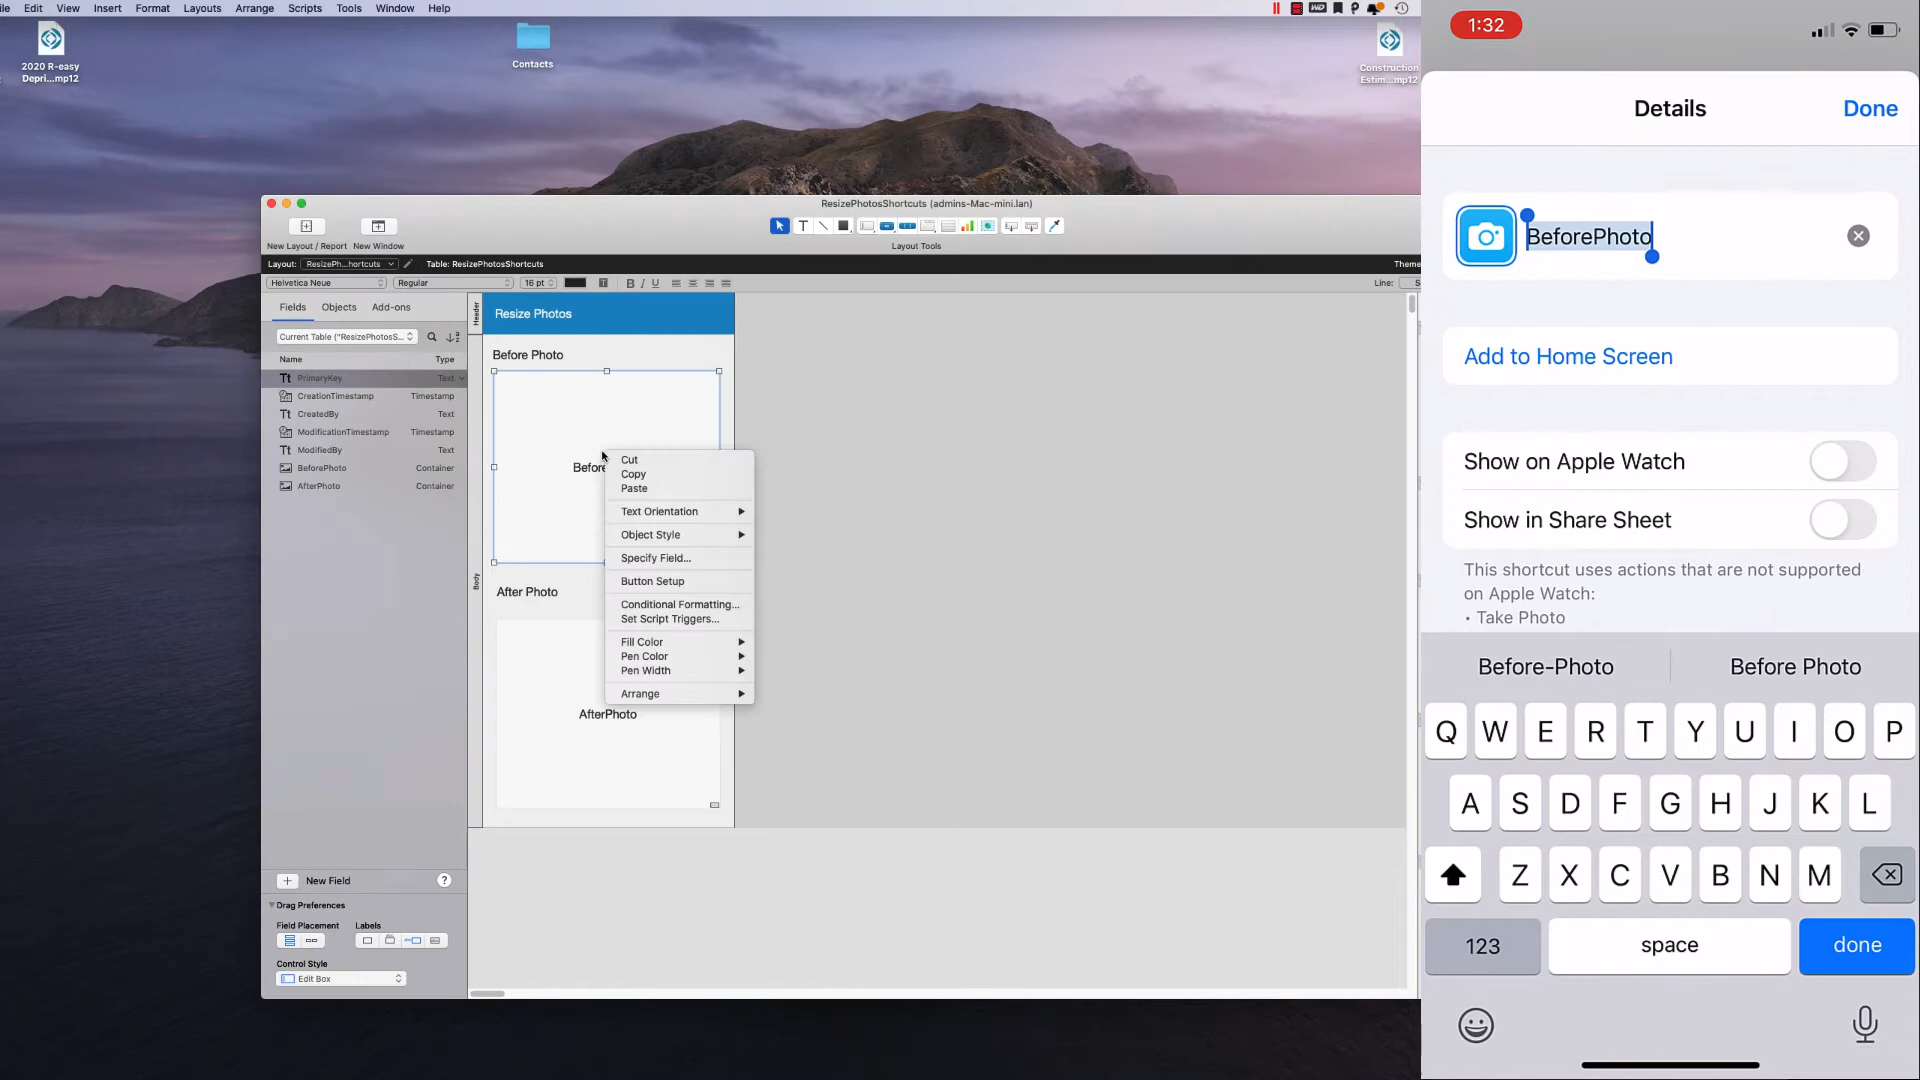 ile Edit View Insert Format Layouts Arrange Scripts Tools Window Help
2020 R-easy
Depri...mp12
Contacts
Construction
Estim...mp12
ResizePhotosShortcuts (admins-Mac-mini.lan)
New Layout / Report New Window
Layout Tools
Layout: ResizePh...hortcuts Table: ResizePhotosShortcuts Theme
Helvetica Neue Regular 16 pt B I U Line: S
Fields Objects Add-ons
Current Table ("ResizePhotosS...
Name Type
PrimaryKey Text
CreationTimestamp Timestamp
CreatedBy Text
ModificationTimestamp Timestamp
ModifiedBy Text
BeforePhoto Container
AfterPhoto Container
New Field ?
Drag Preferences
Field Placement Labels
Control Style
Edit Box
Header
Resize Photos
Body
Before Photo
Before
After Photo
AfterPhoto
Cut
Copy
Paste
Text Orientation
Object Style
Specify Field...
Button Setup
Conditional Formatting...
Set Script Triggers...
Fill Color
Pen Color
Pen Width
Arrange
1:32
Details Done
BeforePhoto
Add to Home Screen
Show on Apple Watch
Show in Share Sheet
This shortcut uses actions that are not supported
on Apple Watch:
• Take Photo
Before-Photo Before Photo
Q W E R T Y U I O P
A S D F G H J K L
Z X C V B N M
123 space done